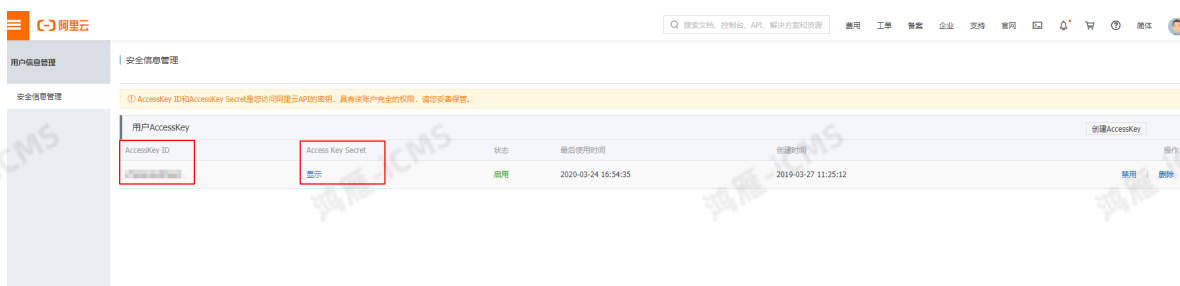 阿里云
搜索文档、控制台、API、解决方案和资源 费用 工单 备案 企业 支持 官网 简体
用户信息管理
安全信息管理
安全信息管理
AccessKey ID和AccessKey Secret是您访问阿里云API的密钥，具有该账户完全的权限，请您妥善保管。
用户AccessKey 创建AccessKey
AccessKey ID Access Key Secret 状态 最后使用时间 创建时间 操作
显示 启用 2020-03-24 16:54:35 2019-03-27 11:25:12 禁用 | 删除
鸿雁-iCMS
鸿雁-iCMS